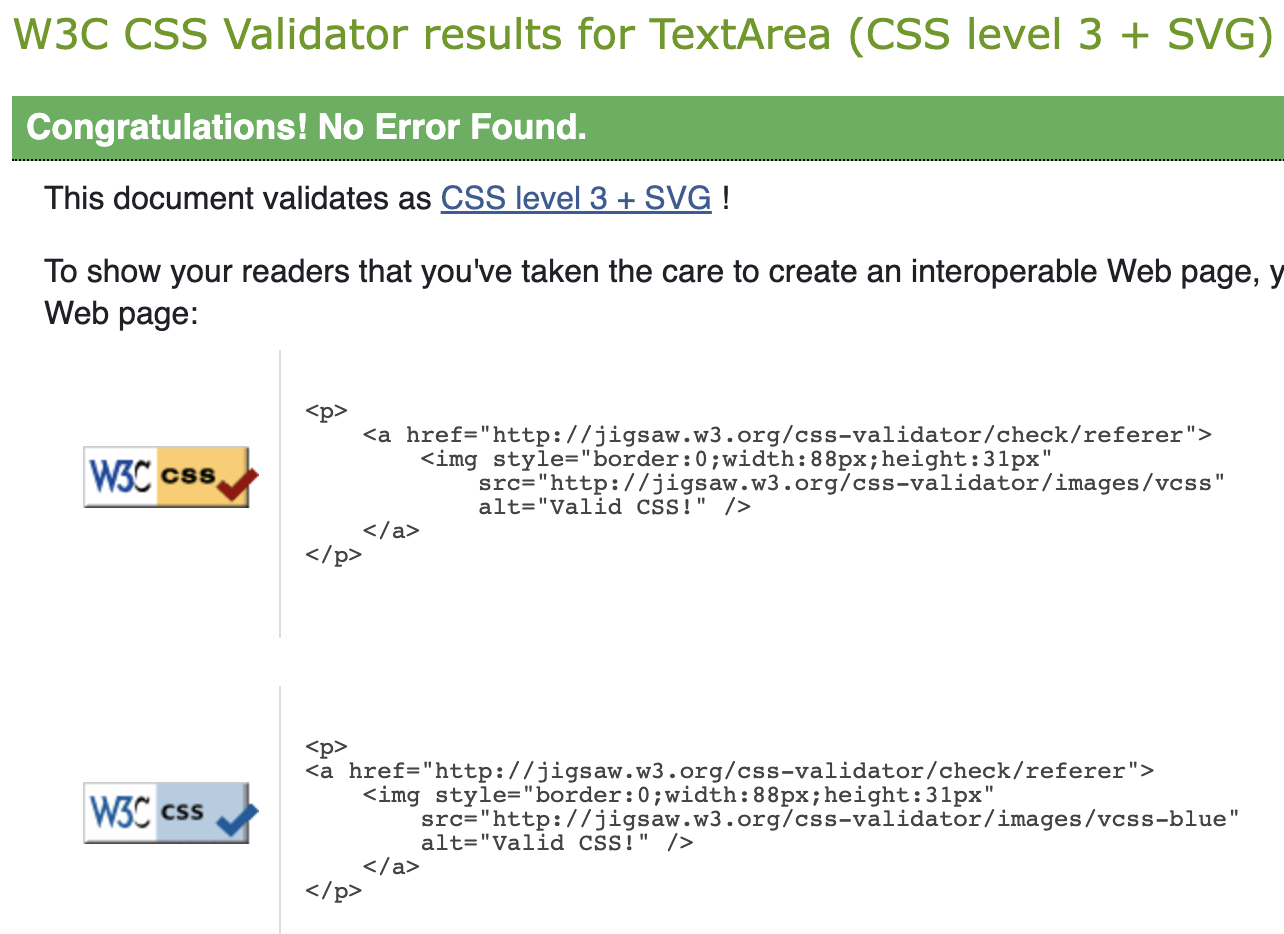 W3C CSS Validator results for TextArea (CSS level 3 + SVG)
Congratulations! No Error Found.
This document validates as CSS level 3 + SVG !
To show your readers that you've taken the care to create an interoperable Web page, y
Web page:
<p>
    <a href="http://jigsaw.w3.org/css-validator/check/referer">
        <img style="border:0;width:88px;height:31px"
            src="http://jigsaw.w3.org/css-validator/images/vcss"
            alt="Valid CSS!" />
    </a>
</p>
W3C css
<p>
<a href="http://jigsaw.w3.org/css-validator/check/referer">
    <img style="border:0;width:88px;height:31px"
        src="http://jigsaw.w3.org/css-validator/images/vcss-blue"
        alt="Valid CSS!" />
    </a>
</p>
W3C css